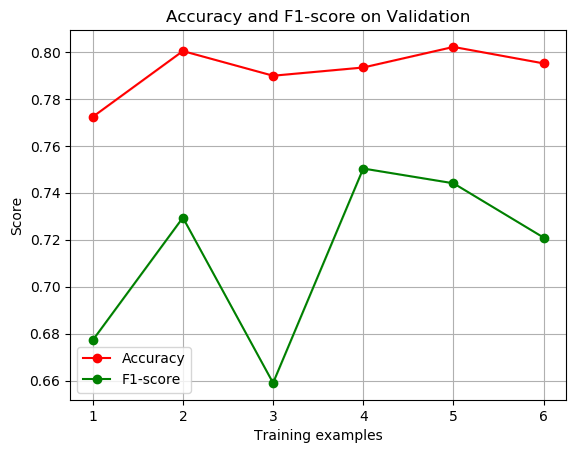 Accuracy and F1-score on Validation
0.80
0.78
0.76
0.74
0.72
0.70
0.68
0.66
Score
Accuracy
F1-score
1 2 3 4 5 6
Training examples